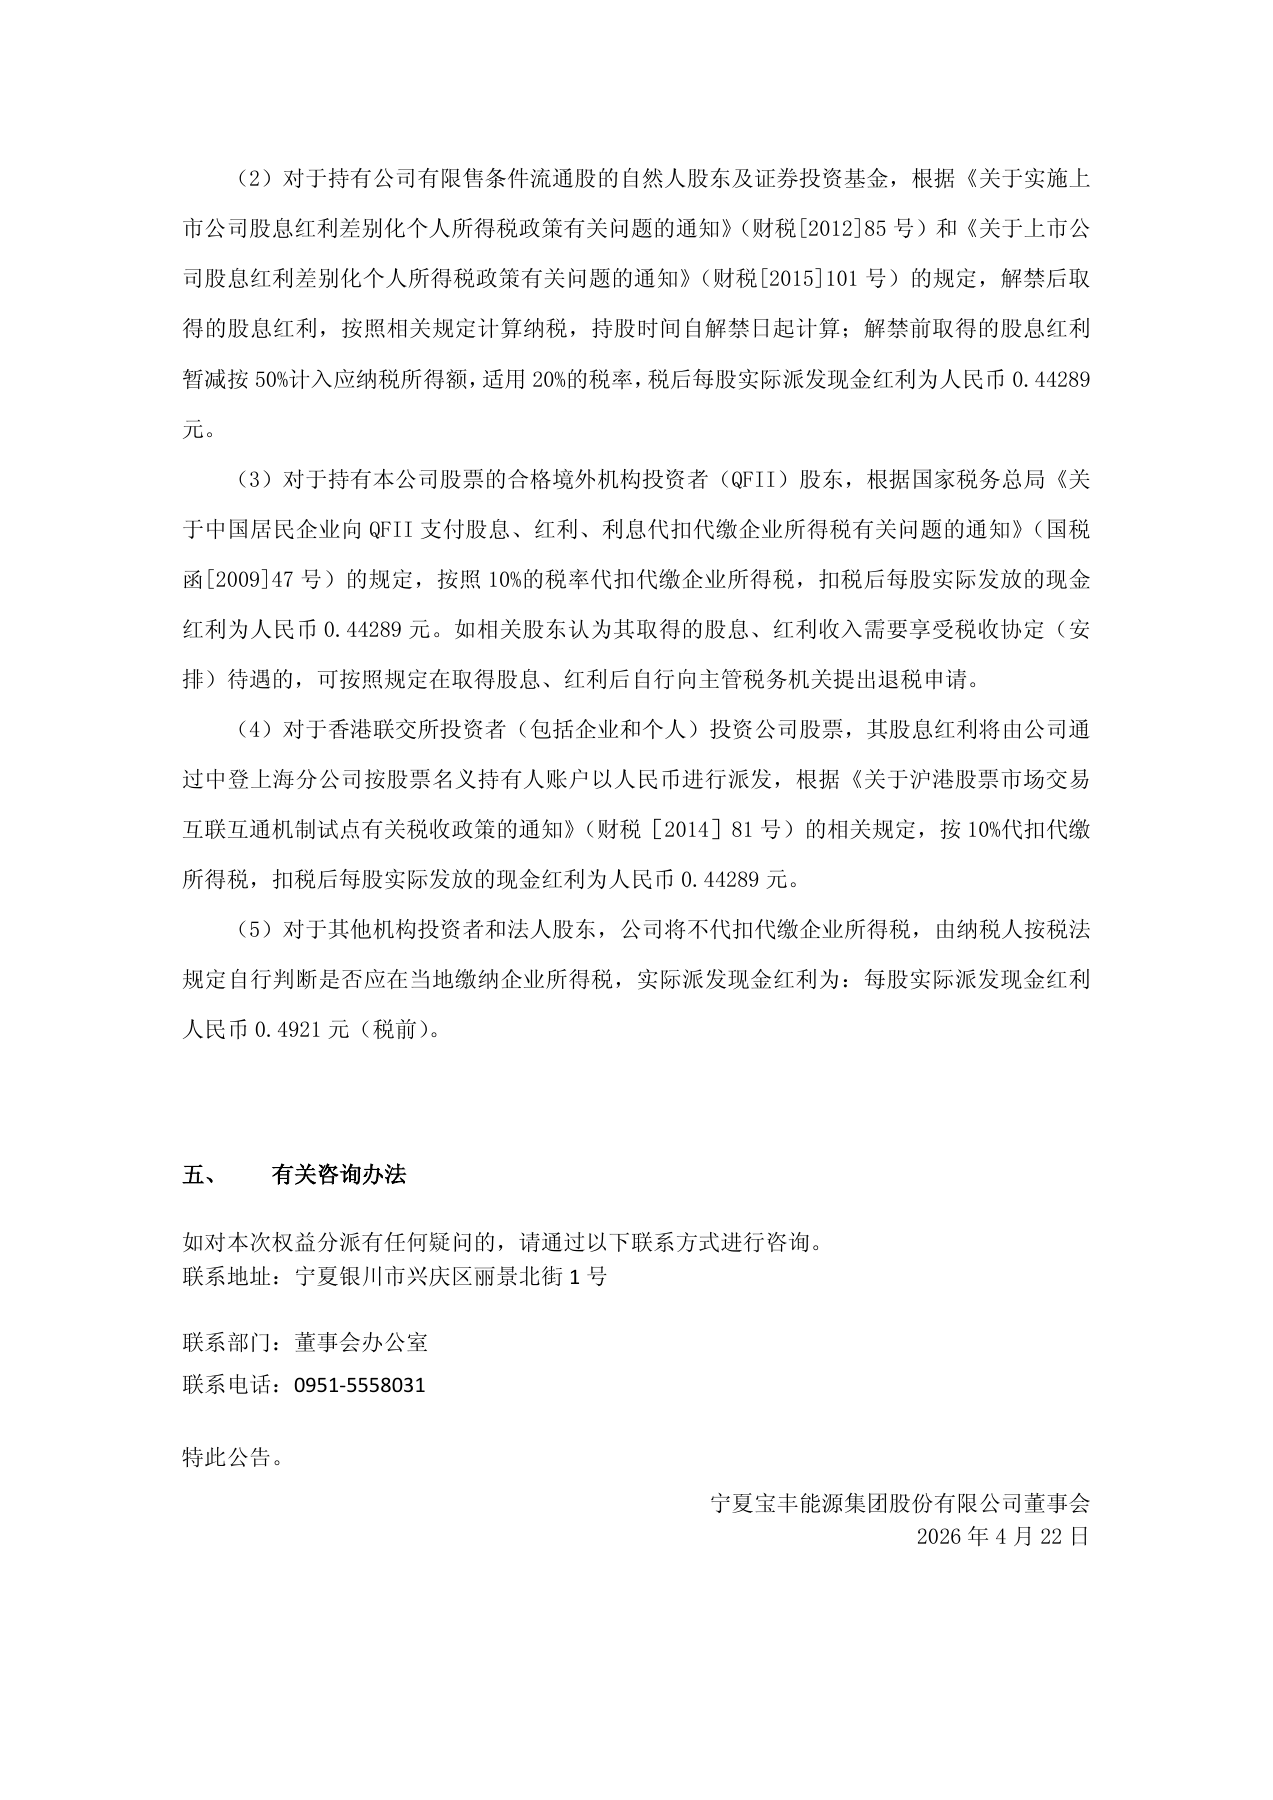 （2）对于持有公司有限售条件流通股的自然人股东及证券投资基金，根据《关于实施上
市公司股息红利差别化个人所得税政策有关问题的通知》（财税[2012]85 号）和《关于上市公
司股息红利差别化个人所得税政策有关问题的通知》（财税[2015]101 号）的规定，解禁后取
得的股息红利，按照相关规定计算纳税，持股时间自解禁日起计算；解禁前取得的股息红利
暂减按 50%计入应纳税所得额，适用 20%的税率，税后每股实际派发现金红利为人民币 0.44289
元。
（3）对于持有本公司股票的合格境外机构投资者（QFII）股东，根据国家税务总局《关
于中国居民企业向 QFII 支付股息、红利、利息代扣代缴企业所得税有关问题的通知》（国税
函[2009]47 号）的规定，按照 10%的税率代扣代缴企业所得税，扣税后每股实际发放的现金
红利为人民币 0.44289 元。如相关股东认为其取得的股息、红利收入需要享受税收协定（安
排）待遇的，可按照规定在取得股息、红利后自行向主管税务机关提出退税申请。
（4）对于香港联交所投资者（包括企业和个人）投资公司股票，其股息红利将由公司通
过中登上海分公司按股票名义持有人账户以人民币进行派发，根据《关于沪港股票市场交易
互联互通机制试点有关税收政策的通知》（财税［2014］81 号）的相关规定，按 10%代扣代缴
所得税，扣税后每股实际发放的现金红利为人民币 0.44289 元。
（5）对于其他机构投资者和法人股东，公司将不代扣代缴企业所得税，由纳税人按税法
规定自行判断是否应在当地缴纳企业所得税，实际派发现金红利为：每股实际派发现金红利
人民币 0.4921 元（税前）。
五、 有关咨询办法
如对本次权益分派有任何疑问的，请通过以下联系方式进行咨询。
联系地址：宁夏银川市兴庆区丽景北街 1 号
联系部门：董事会办公室
联系电话：0951-5558031
特此公告。
宁夏宝丰能源集团股份有限公司董事会
2026 年 4 月 22 日